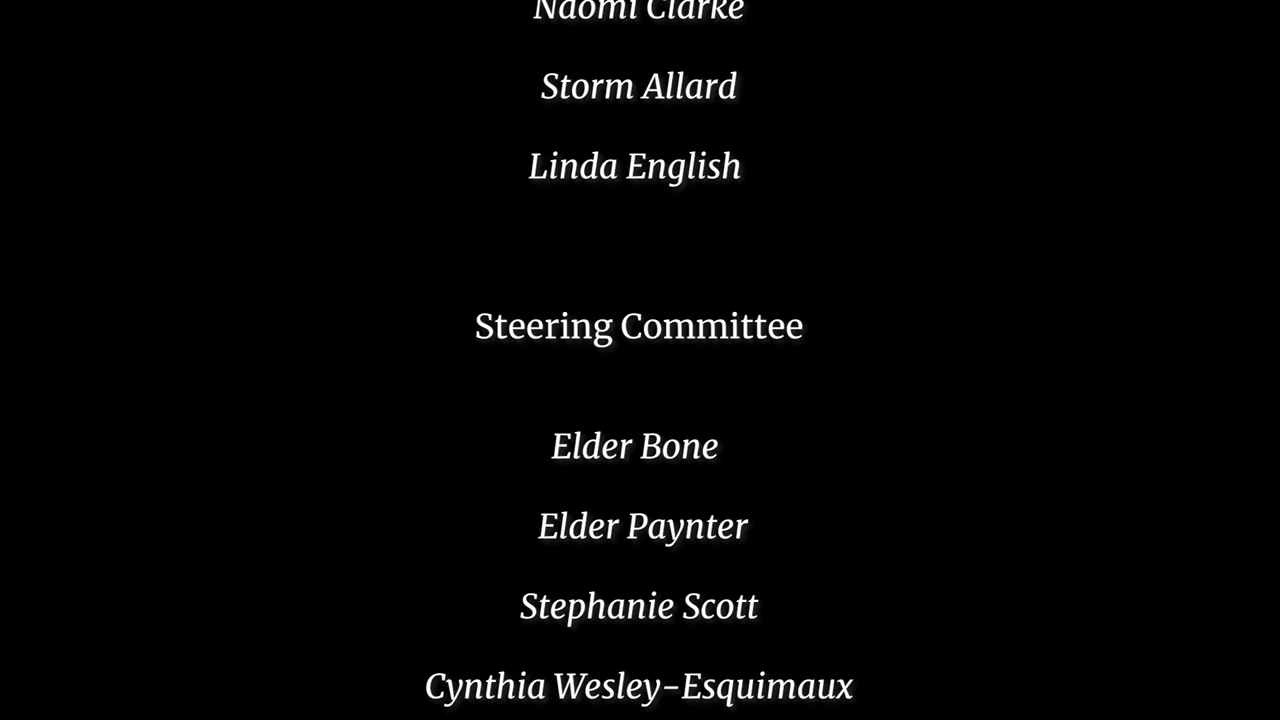 Naomi Clarke
Storm Allard
Linda English
Steering Committee
Elder Bone
Elder Paynter
Stephanie Scott
Cynthia Wesley-Esquimaux